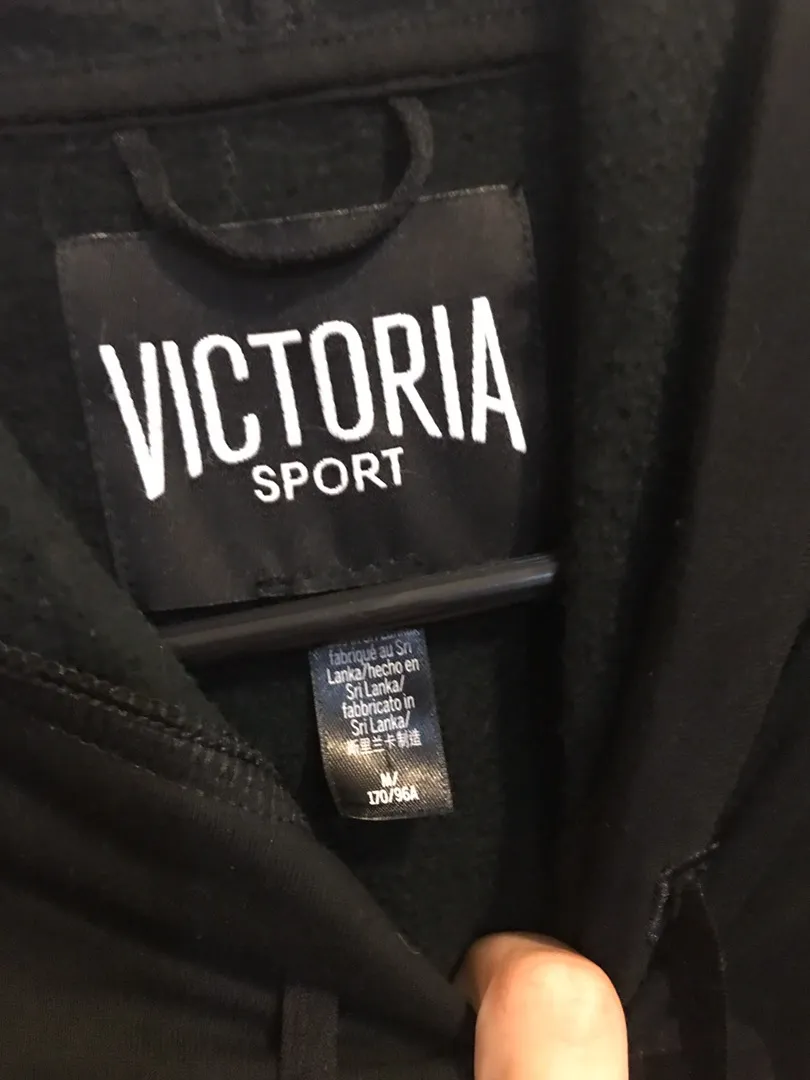 VICTORIA
SPORT
fabriqué au Sri
Lanka/hecho en
Sri Lanka/
fabbricato in
Sri Lanka/
斯里兰卡制造
M/
170/96A